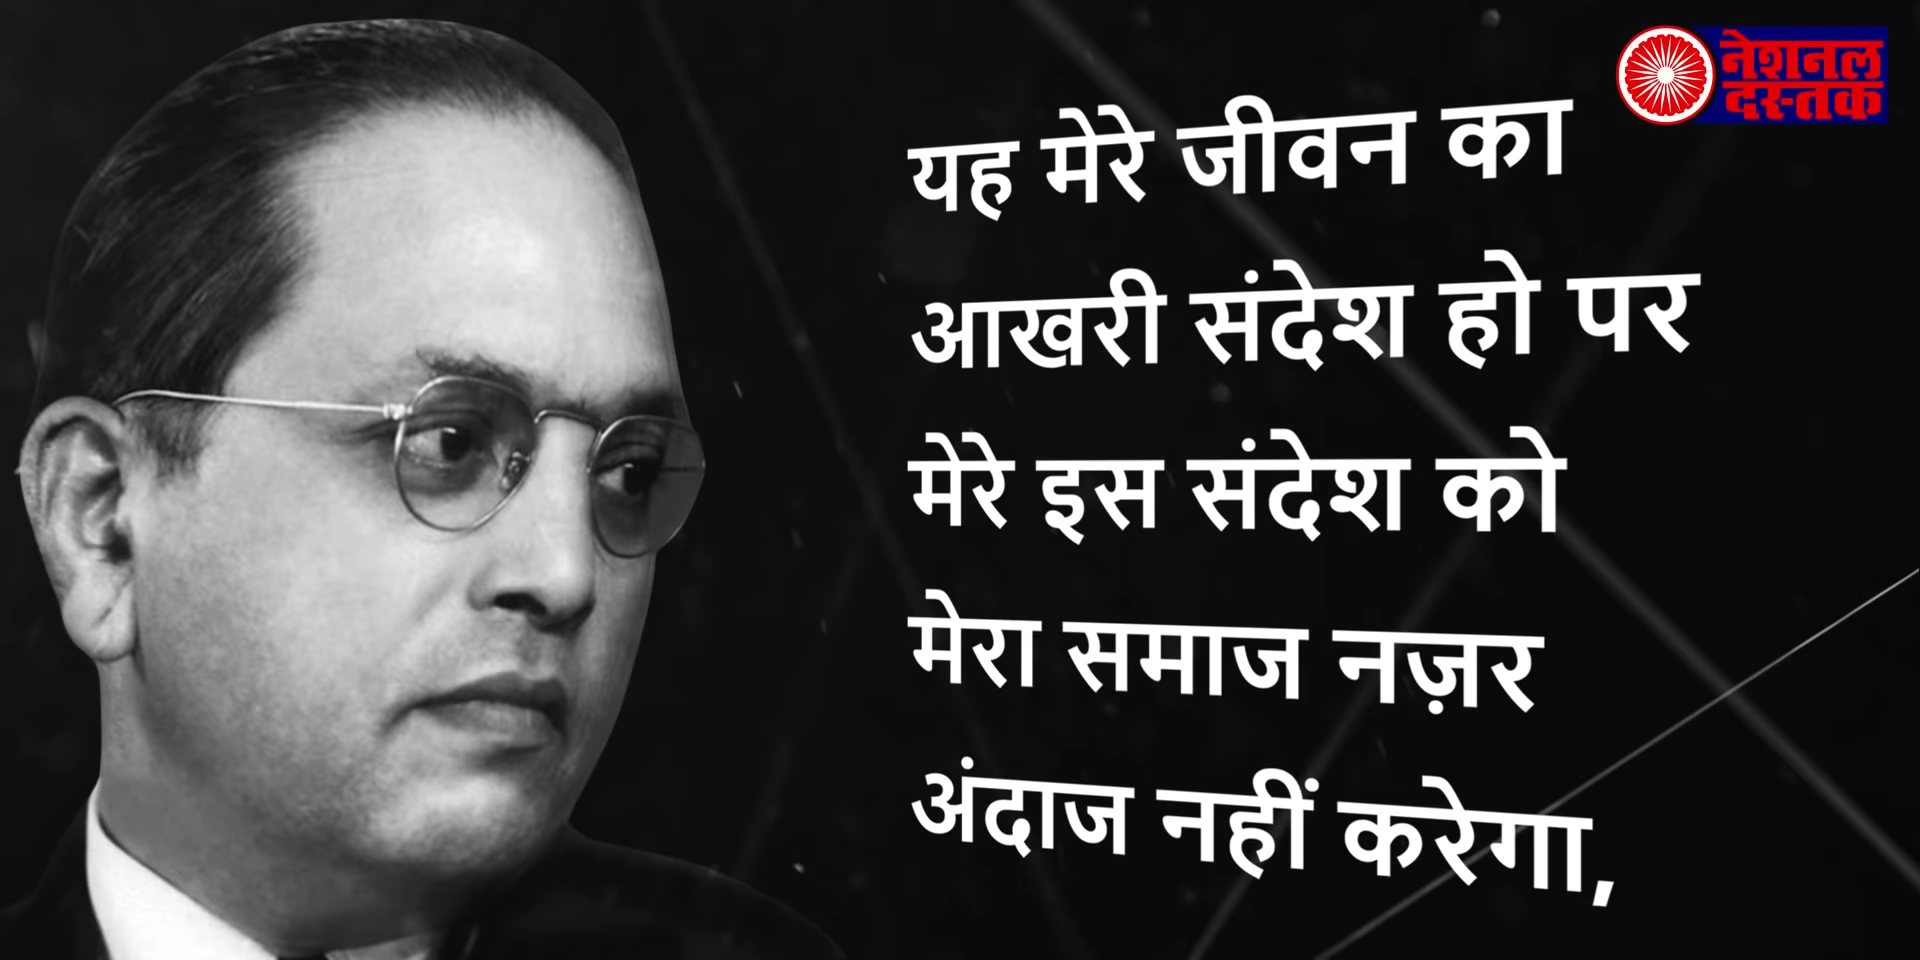 नेशनल
दस्तक
यह मेरे जीवन का
आखरी संदेश हो पर
मेरे इस संदेश को
मेरा समाज नज़र
अंदाज नहीं करेगा,